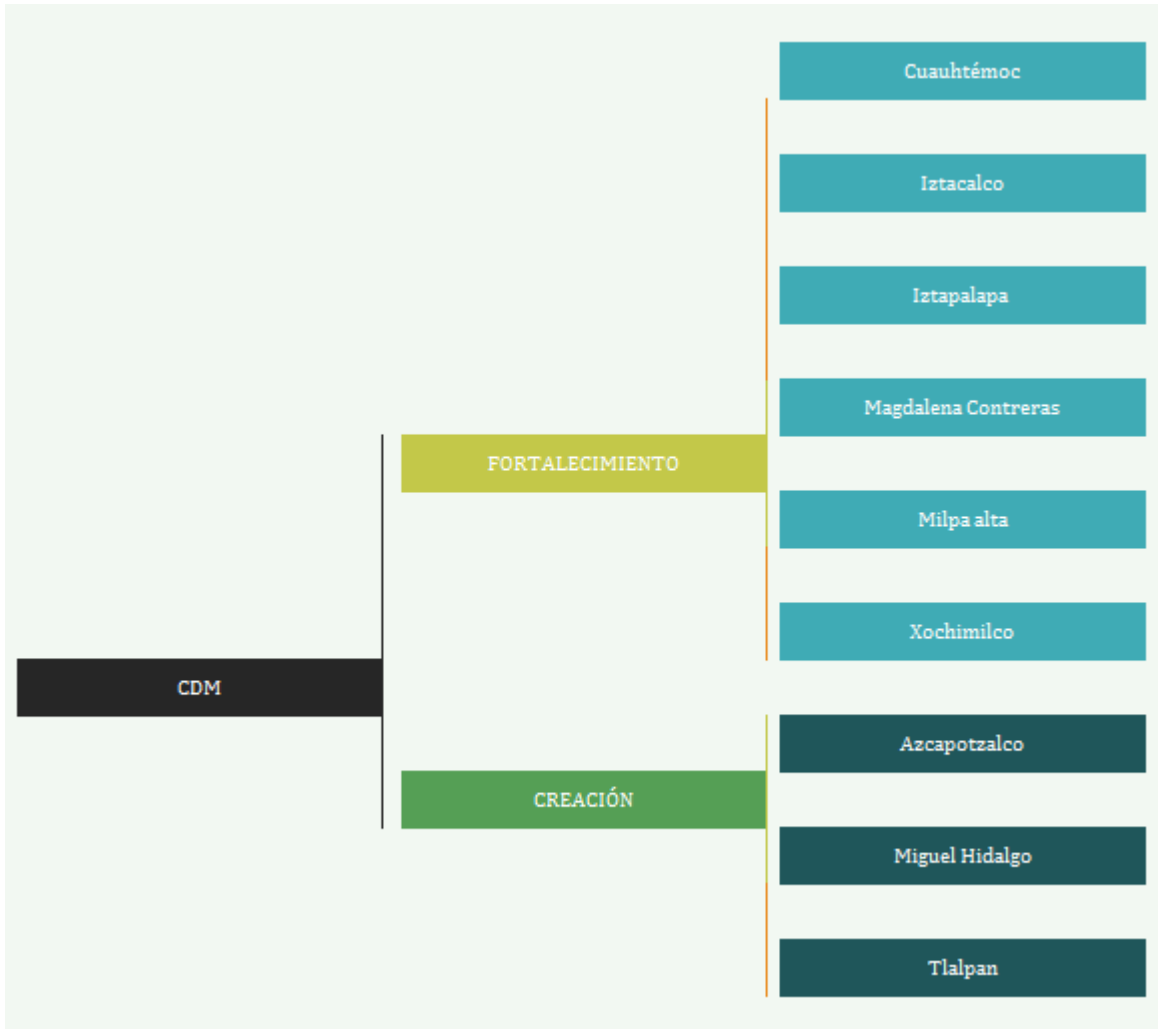 Cuauhtémoc
Iztacalco
Iztapalapa
Magdalena Contreras
FORTALECIMIENTO
Milpa alta
Xochimilco
CDM
Azcapotzalco
CREACIÓN
Miguel Hidalgo
Tlalpan